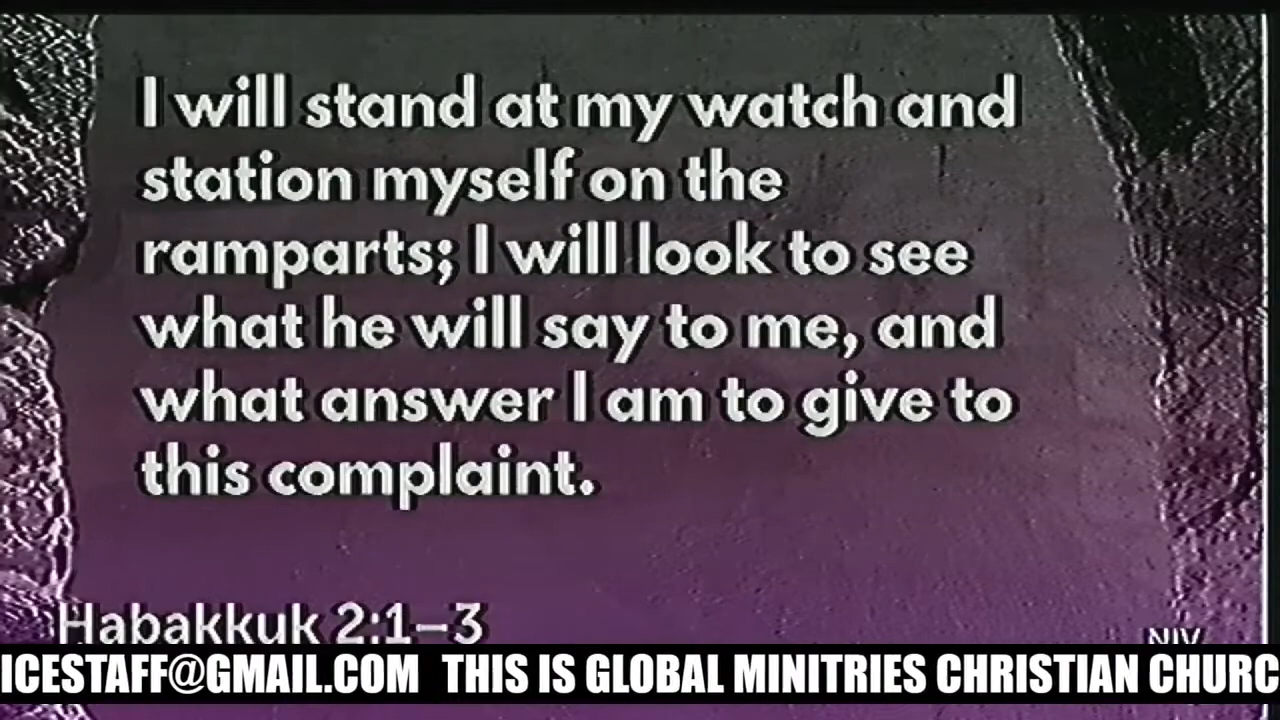 I will stand at my watch and
station myself on the
ramparts; I will look to see
what he will say to me, and
what answer I am to give to
this complaint.
Habakkuk 2:1–3
NIV
ICESTAFF@GMAIL.COM THIS IS GLOBAL MINITRIES CHRISTIAN CHURC